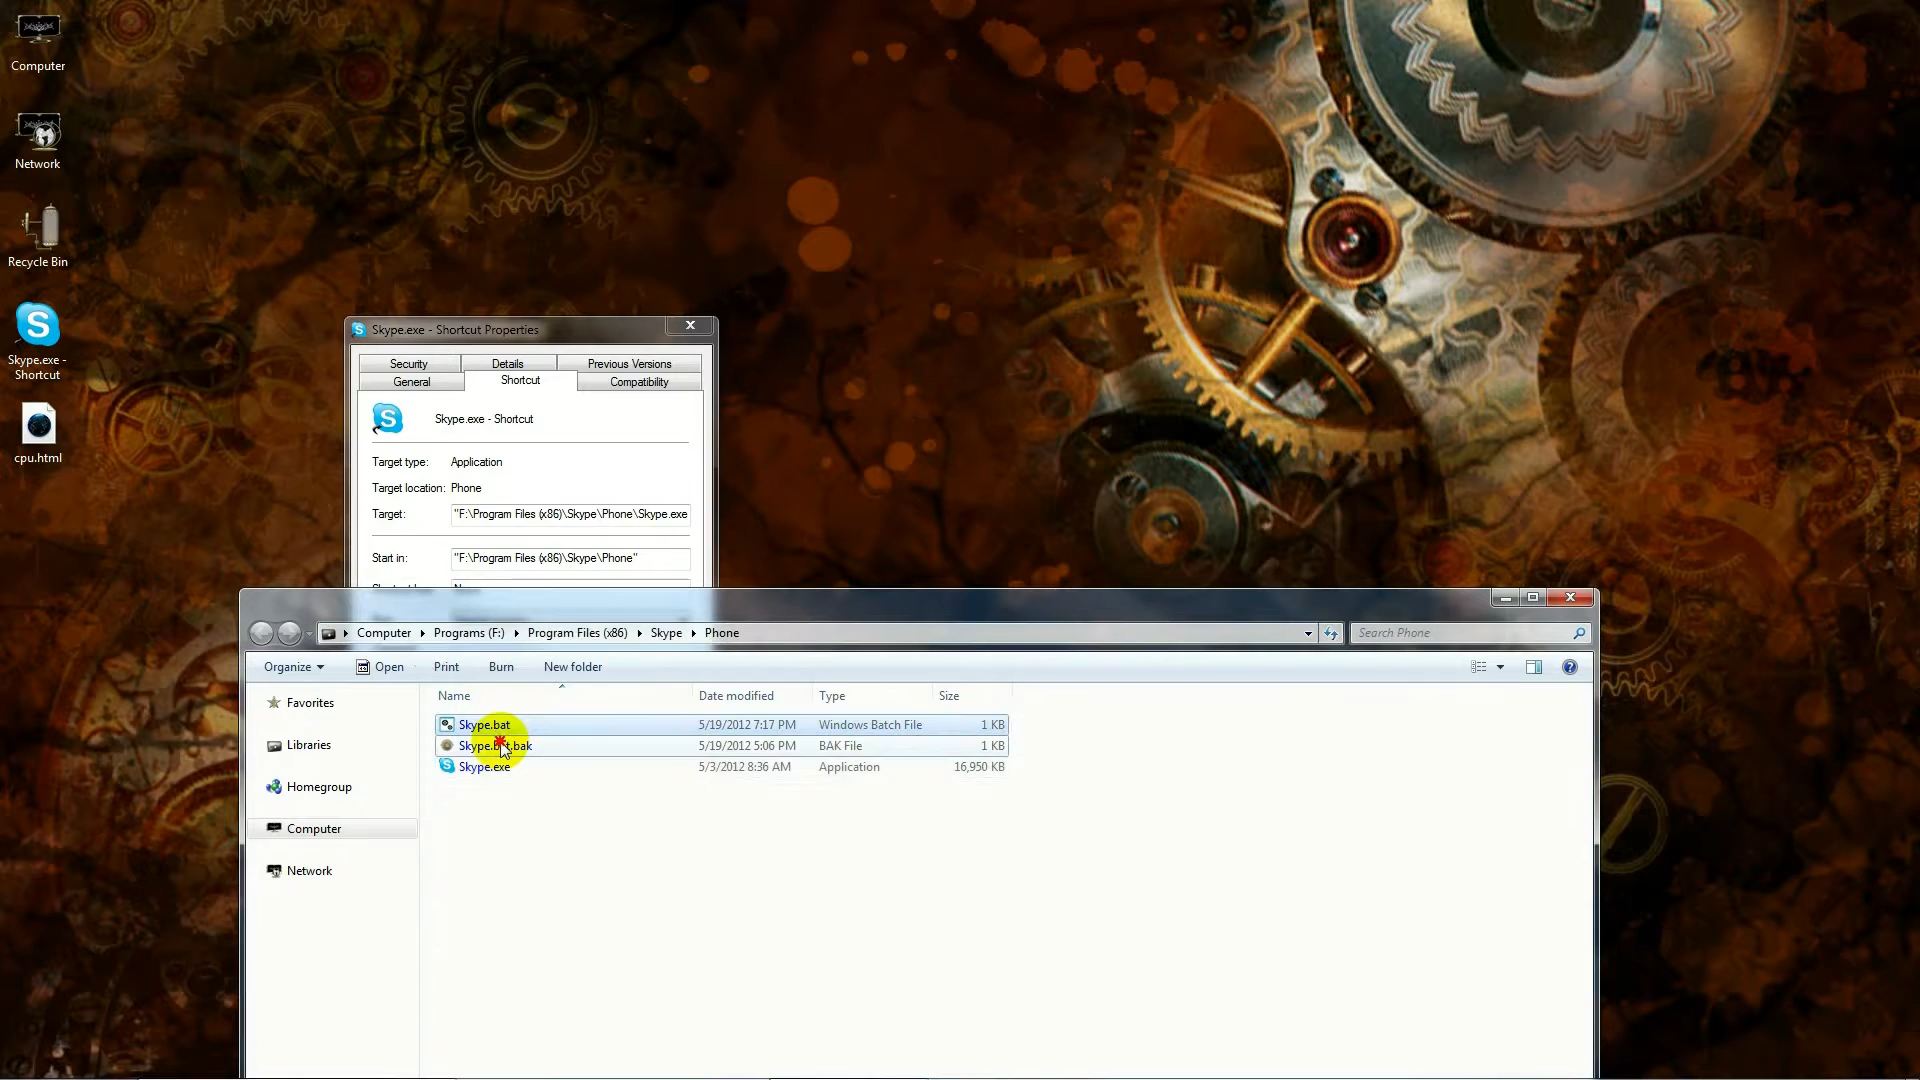 Computer
Network
Recycle Bin
Skype.exe -
Shortcut
cpu.html
Skype.exe - Shortcut Properties
Security Details Previous Versions
General Shortcut Compatibility
Skype.exe - Shortcut
Target type: Application
Target location: Phone
Target: "F:\Program Files (x86)\Skype\Phone\Skype.exe
Start in: "F:\Program Files (x86)\Skype\Phone"
Computer Programs (F:) Program Files (x86) Skype Phone Search Phone
Organize Open Print Burn New folder
Favorites
Libraries
Homegroup
Computer
Network
Name Date modified Type Size
Skype.bat 5/19/2012 7:17 PM Windows Batch File 1 KB
Skype.bat.bak 5/19/2012 5:06 PM BAK File 1 KB
Skype.exe 5/3/2012 8:36 AM Application 16,950 KB